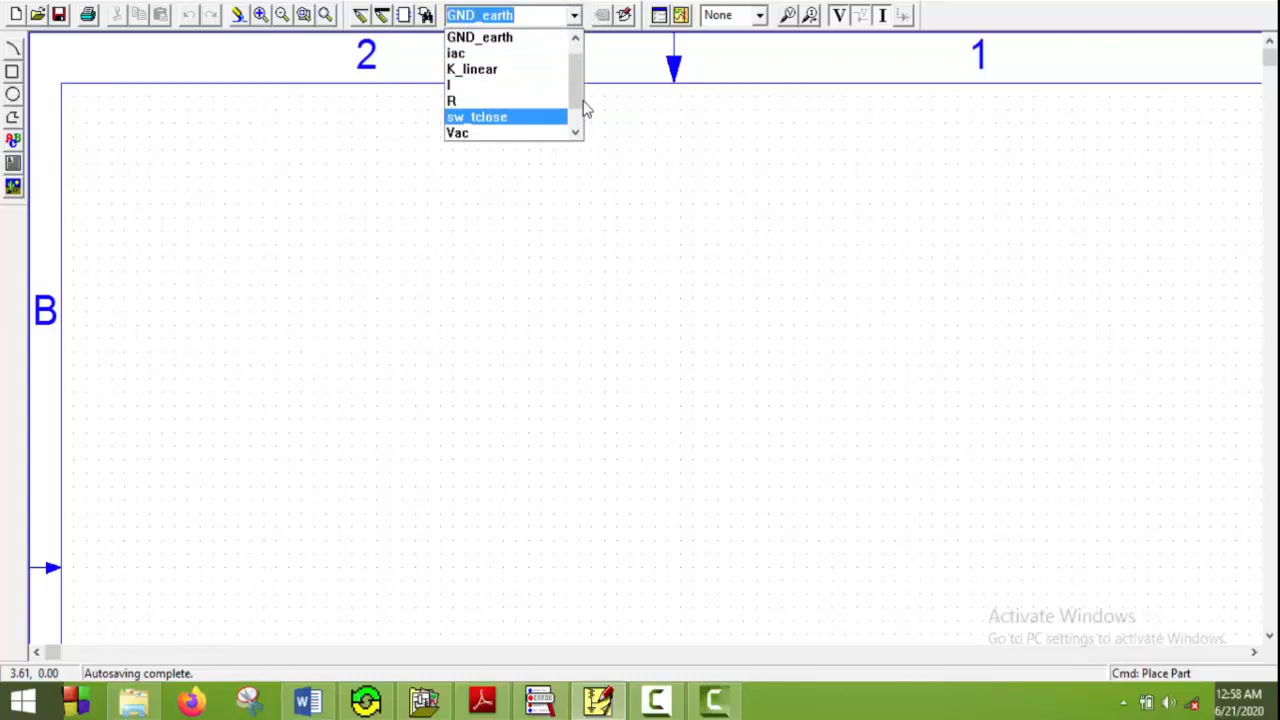 GND_earth
None
V
I
GND_earth
iac
K_linear
R
sw_tclose
Vac
2
1
B
Activate Windows
Go to PC settings to activate Windows.
3.61, 0.00
Autosaving complete.
Cmd: Place Part
12:58 AM
6/21/2020